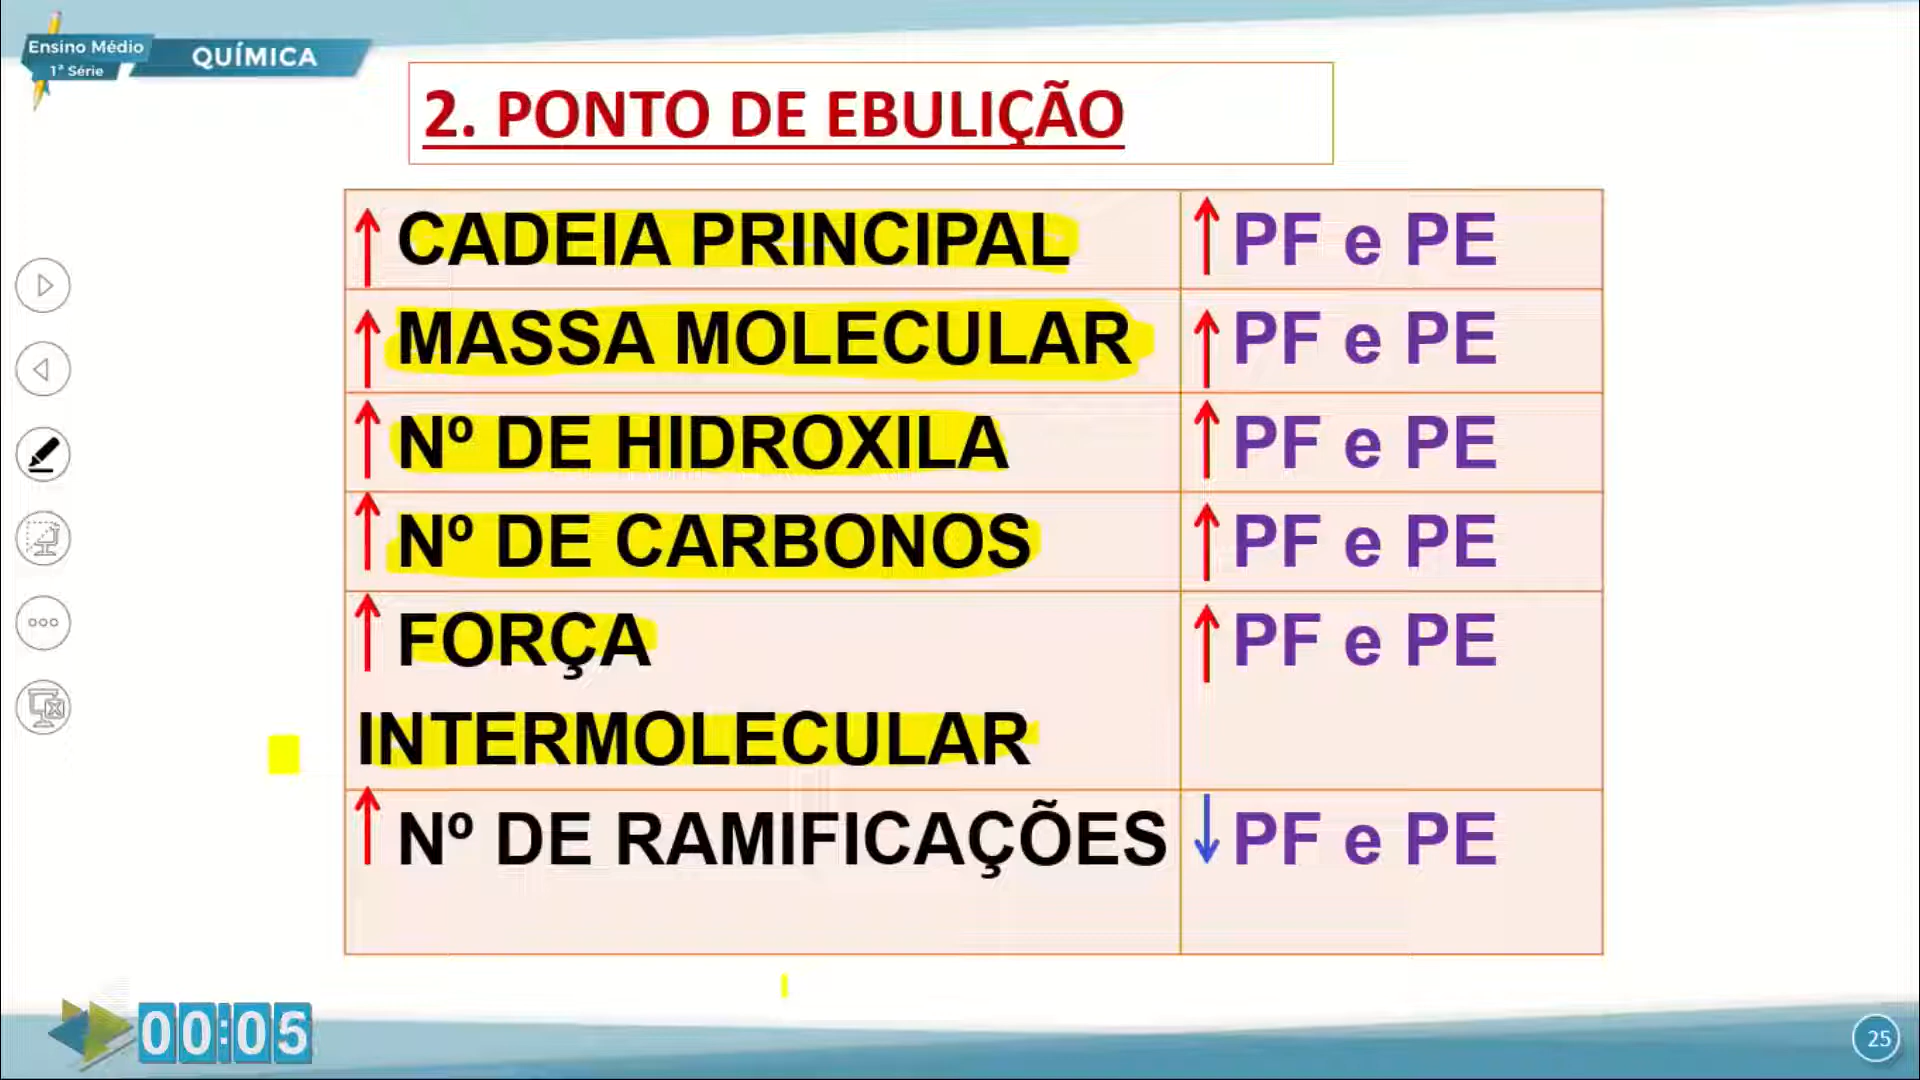 Ensino Médio
1ª Série
QUÍMICA
2. PONTO DE EBULIÇÃO
↑ CADEIA PRINCIPAL ↑ PF e PE
↑ MASSA MOLECULAR ↑ PF e PE
↑ Nº DE HIDROXILA ↑ PF e PE
↑ Nº DE CARBONOS ↑ PF e PE
↑ FORÇA ↑ PF e PE
INTERMOLECULAR
↑ Nº DE RAMIFICAÇÕES ↓ PF e PE
00:05
25